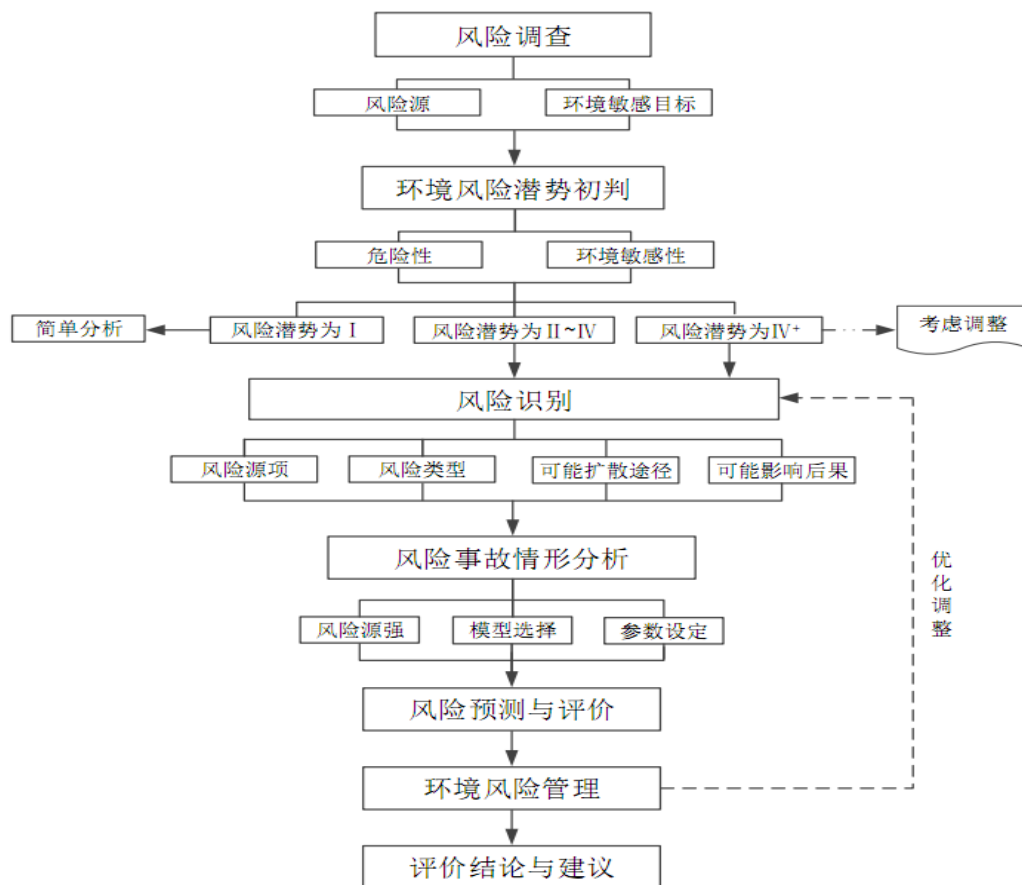 风险调查
风险源
环境敏感目标
环境风险潜势初判
危险性
环境敏感性
简单分析
风险潜势为Ⅰ
风险潜势为Ⅱ~Ⅳ
风险潜势为Ⅳ+
考虑调整
风险识别
风险源项
风险类型
可能扩散途径
可能影响后果
风险事故情形分析
优化调整
风险源强
模型选择
参数设定
风险预测与评价
环境风险管理
评价结论与建议